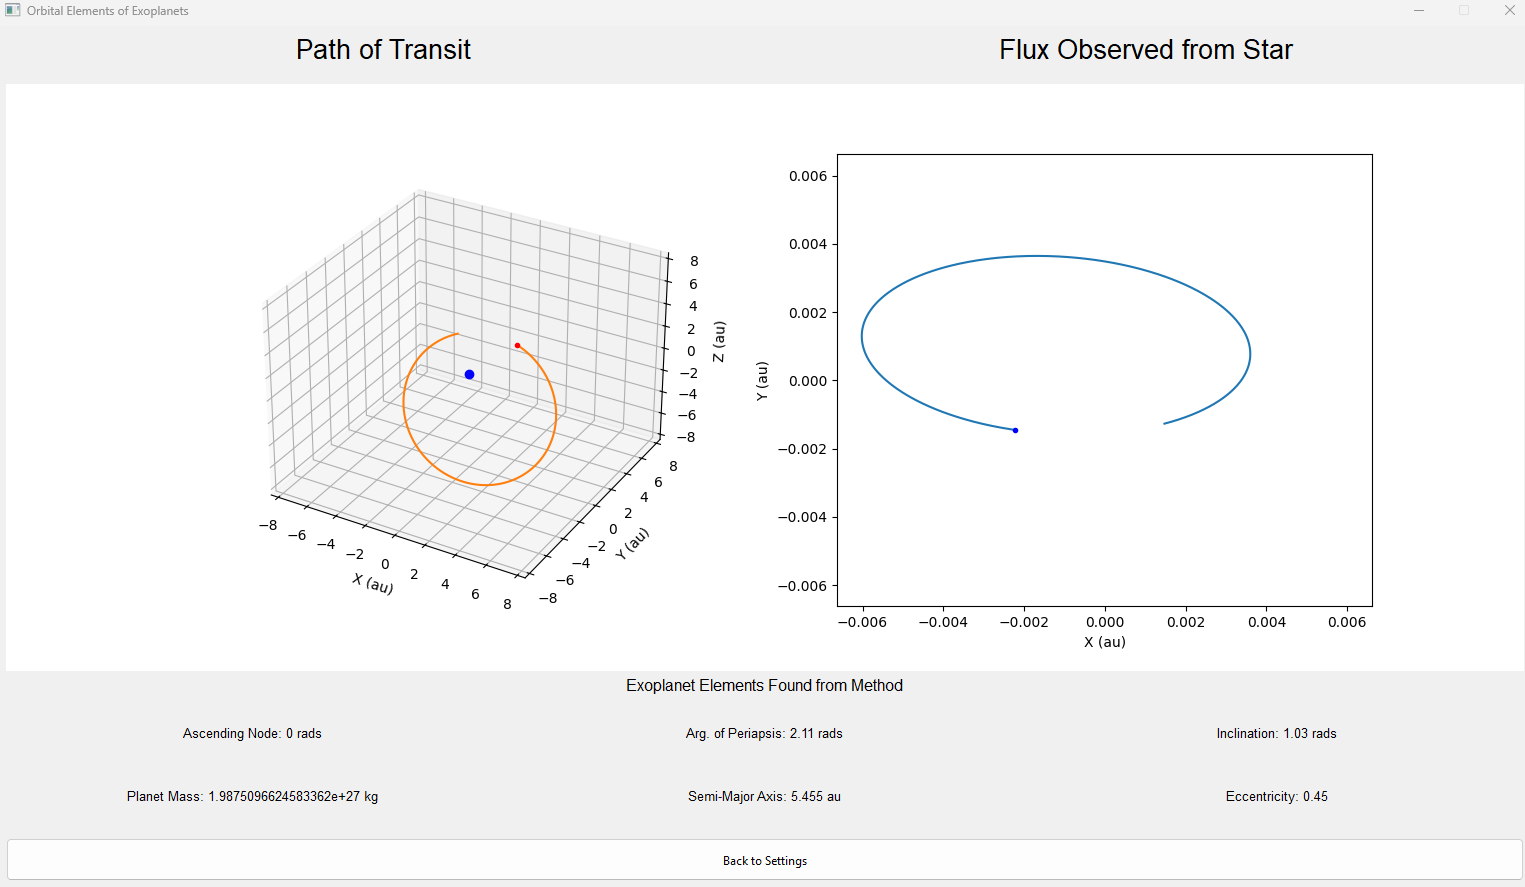 Orbital Elements of Exoplanets
Path of Transit
Flux Observed from Star
8
6
4
2
0
−2
−4
−6
−8
Z (au)
8
6
4
2
0
−2
−4
−6
−8
Y (au)
−8
−6
−4
−2
0
2
4
6
8
X (au)
0.006
0.004
0.002
0.000
−0.002
−0.004
−0.006
Y (au)
−0.006
−0.004
−0.002
0.000
0.002
0.004
0.006
X (au)
Exoplanet Elements Found from Method
Ascending Node: 0 rads
Arg. of Periapsis: 2.11 rads
Inclination: 1.03 rads
Planet Mass: 1.9875096624583362e+27 kg
Semi-Major Axis: 5.455 au
Eccentricity: 0.45
Back to Settings